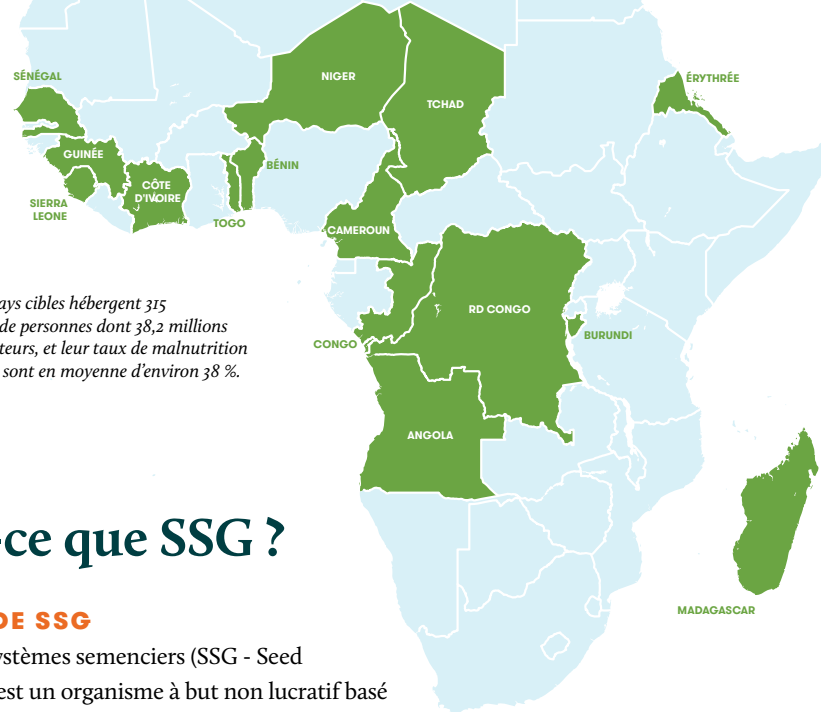 SÉNÉGAL
NIGER
ÉRYTHRÉE
TCHAD
GUINÉE
BÉNIN
CÔTE
D'IVOIRE
SIERRA
LEONE
TOGO
CAMEROUN
ays cibles hébergent 315
de personnes dont 38,2 millions
teurs, et leur taux de malnutrition
sont en moyenne d'environ 38 %.
RD CONGO
CONGO
BURUNDI
ANGOLA
-ce que SSG ?
MADAGASCAR
DE SSG
ystèmes semenciers (SSG - Seed
est un organisme à but non lucratif basé